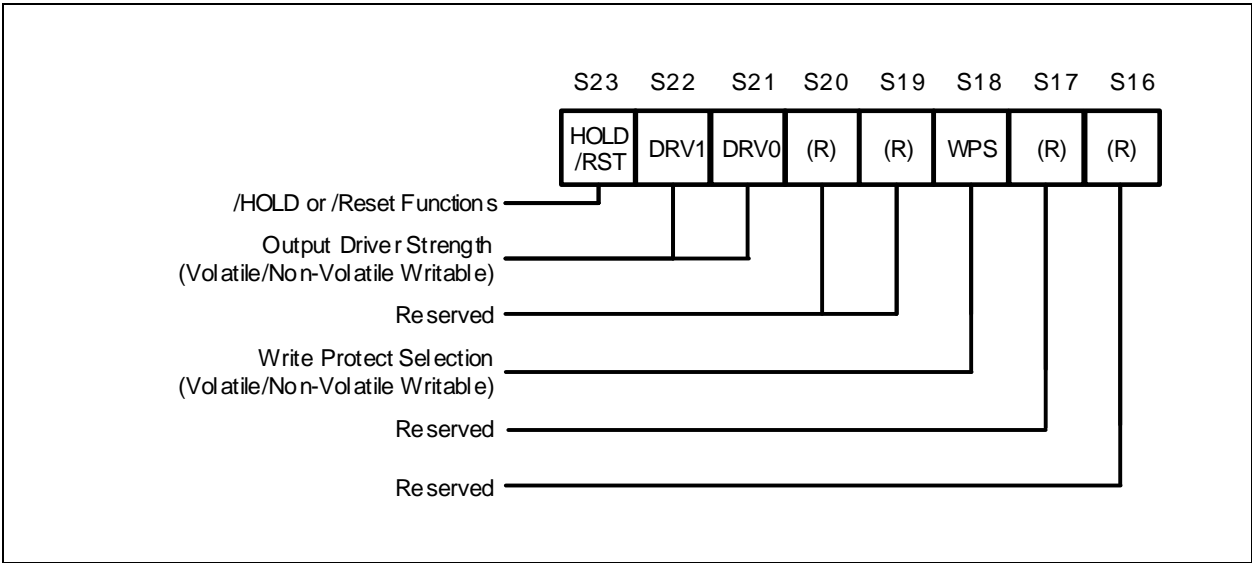 S23 S22 S21 S20 S19 S18 S17 S16
HOLD
/RST DRV1 DRV0 (R) (R) WPS (R) (R)
/HOLD or /Reset Functions
Output Driver Strength
(Volatile/Non-Volatile Writable)
Reserved
Write Protect Selection
(Volatile/Non-Volatile Writable)
Reserved
Reserved